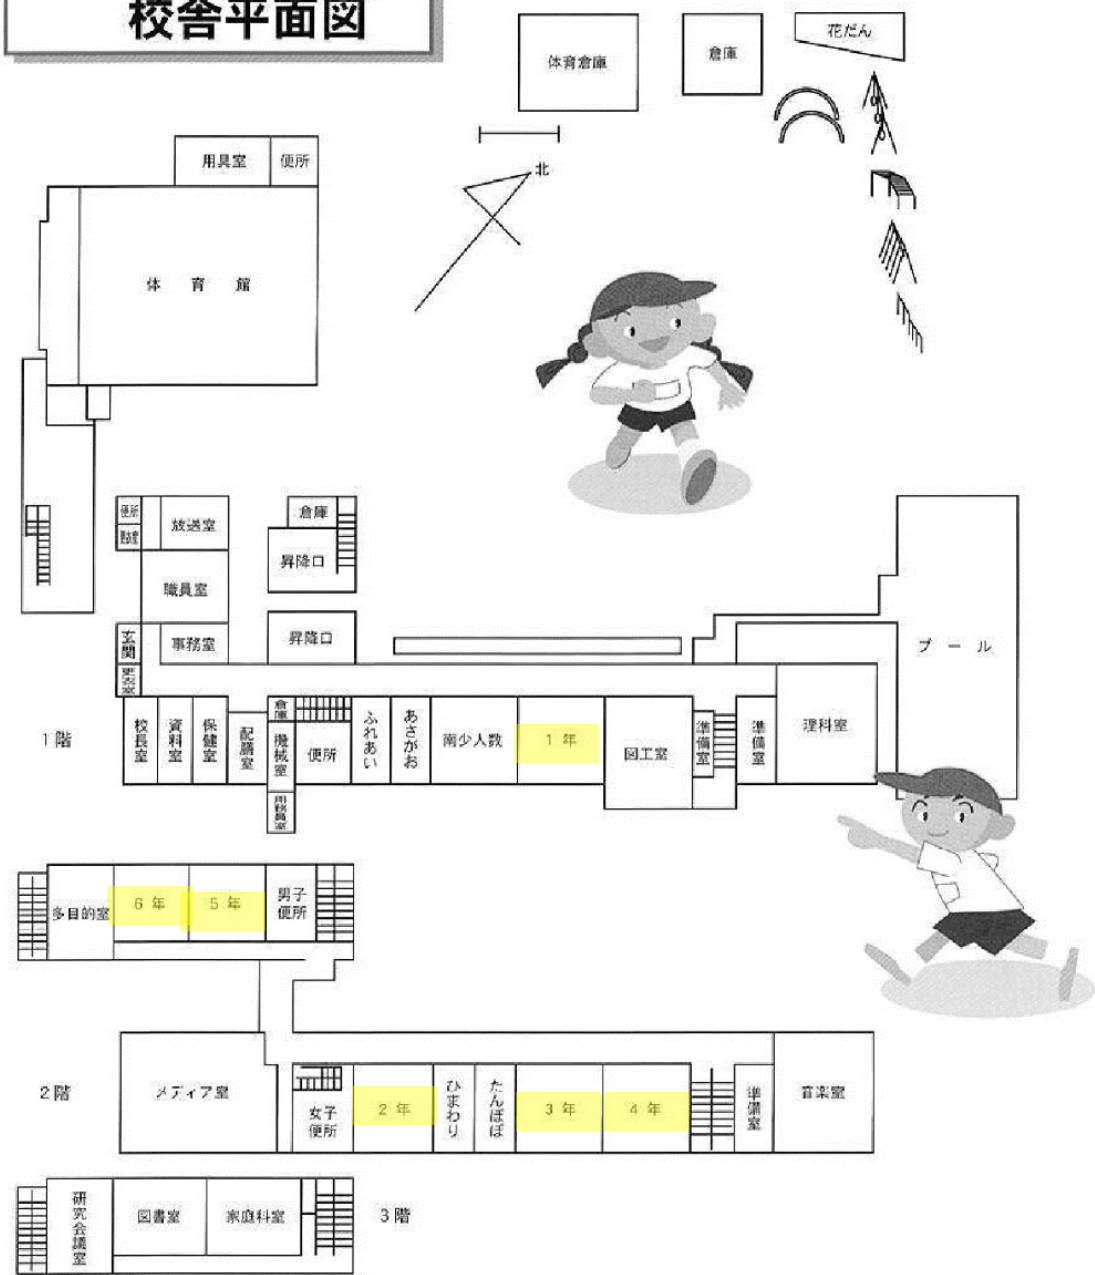 校舎平面図
体育倉庫
倉庫
花だん
用具室
便所
北
体育館
便所
放送室
倉庫
昇降口
職員室
玄関
事務室
昇降口
更衣室
プール
1階
校長室
資料室
保健室
配膳室
倉庫
機械室
便所
ふれあい
あさがお
南少人数
1年
図工室
準備室
準備室
理科室
用務員室
多目的室
6年
5年
男子便所
2階
メディア室
女子便所
2年
ひまわり
たんぽぽ
3年
4年
準備室
音楽室
研究会議室
図書室
家庭科室
3階